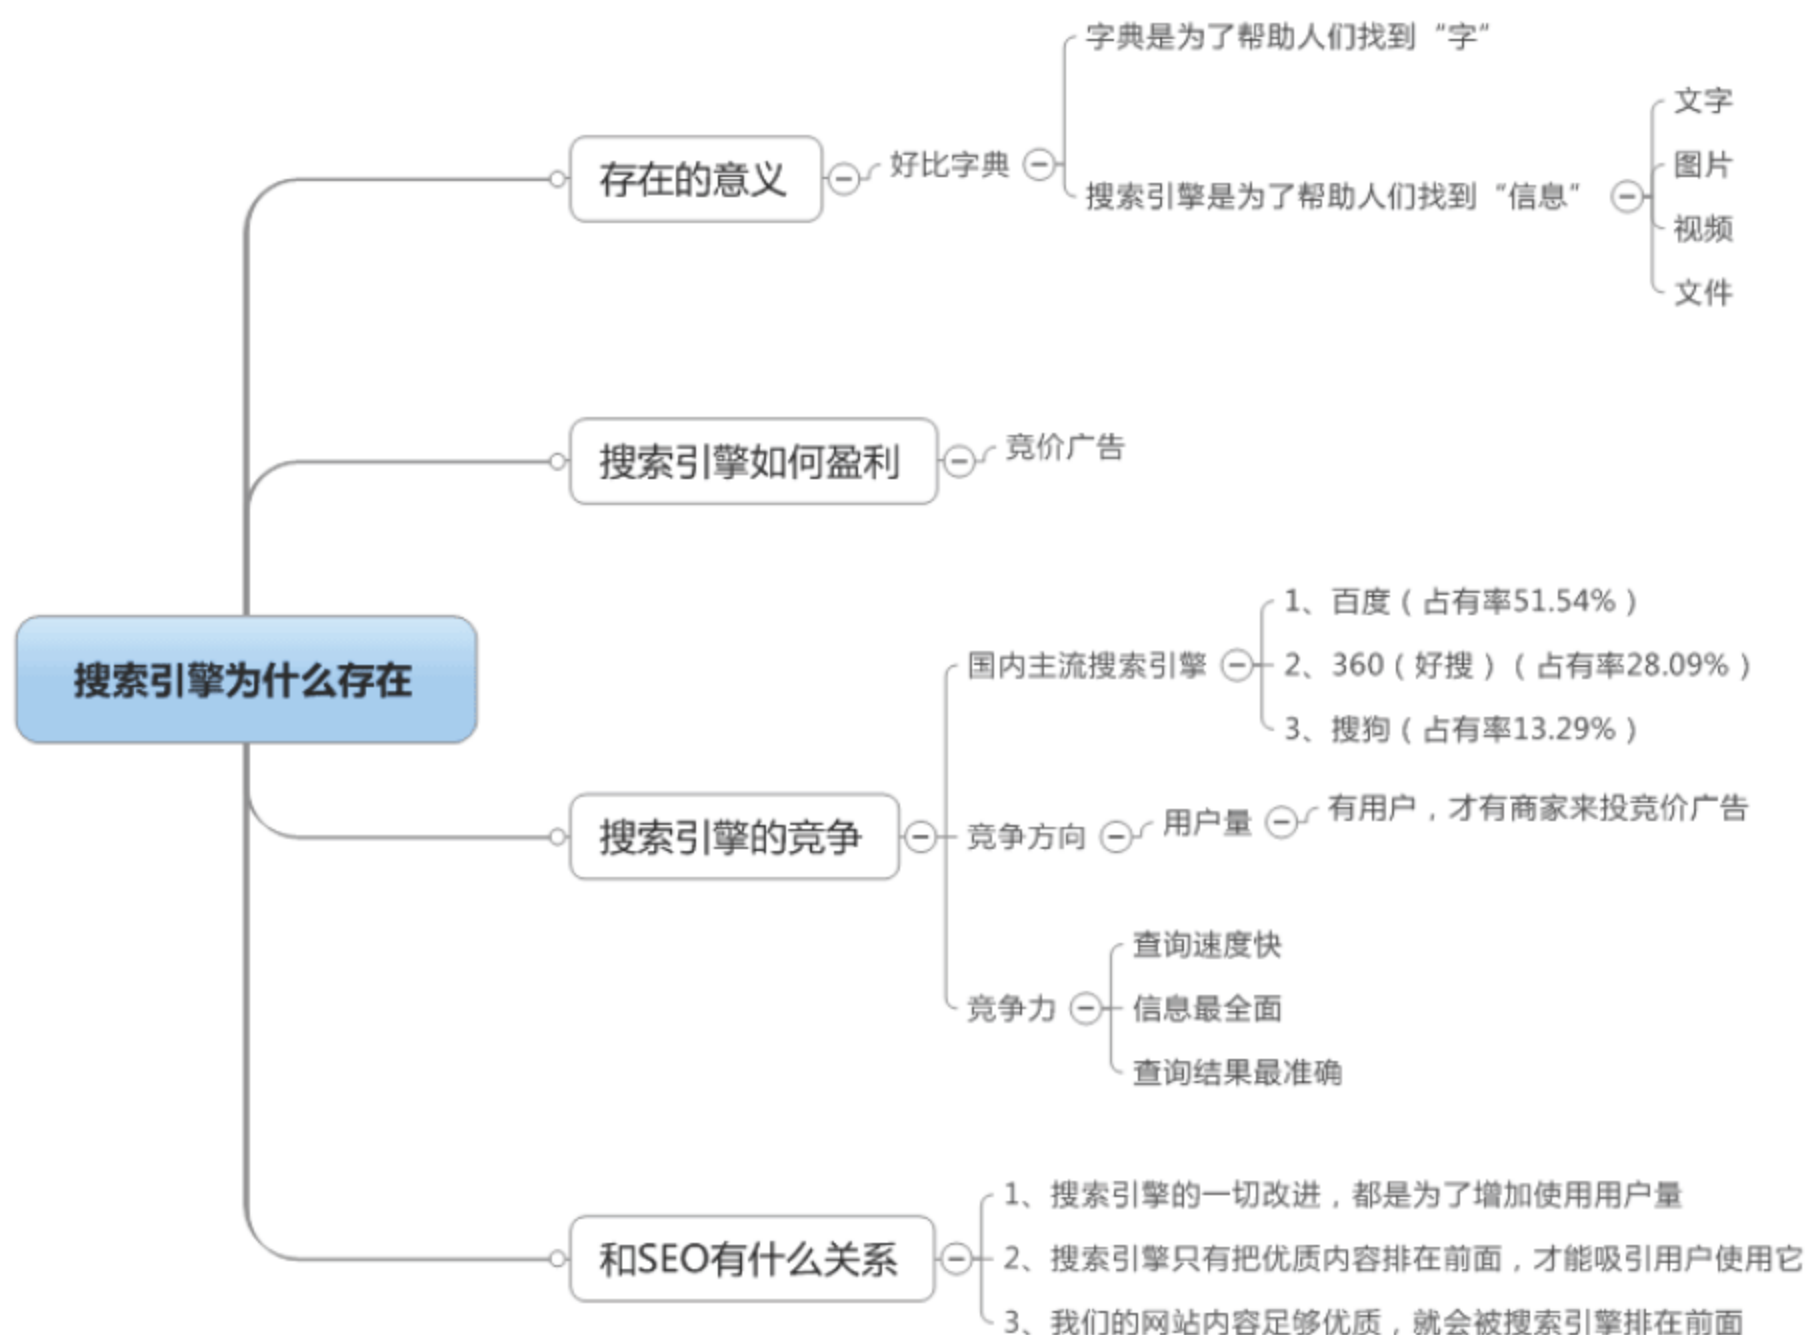 搜索引擎为什么存在
存在的意义
好比字典
字典是为了帮助人们找到“字”
搜索引擎是为了帮助人们找到“信息”
文字
图片
视频
文件
搜索引擎如何盈利
竞价广告
搜索引擎的竞争
国内主流搜索引擎
1、百度（占有率51.54%）
2、360（好搜）（占有率28.09%）
3、搜狗（占有率13.29%）
竞争方向
用户量
有用户，才有商家来投竞价广告
竞争力
查询速度快
信息最全面
查询结果最准确
和SEO有什么关系
1、搜索引擎的一切改进，都是为了增加使用用户量
2、搜索引擎只有把优质内容排在前面，才能吸引用户使用它
3、我们的网站内容足够优质，就会被搜索引擎排在前面